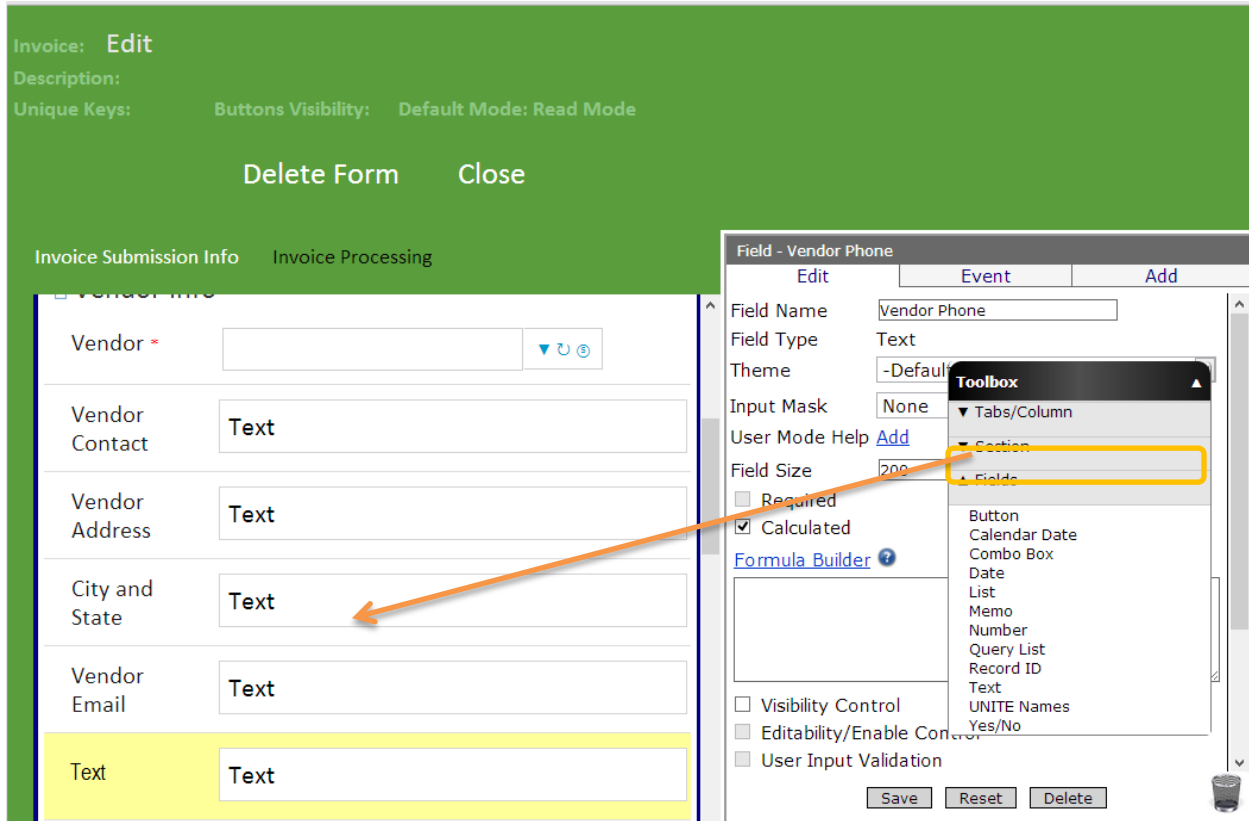 Invoice: Edit
Description:
Unique Keys: Buttons Visibility: Default Mode: Read Mode
Delete Form Close
Invoice Submission Info Invoice Processing
Vendor Info
Vendor *
Vendor
Contact
Text
Vendor
Address
Text
City and
State
Text
Vendor
Email
Text
Text
Text
Field - Vendor Phone
Edit Event Add
Field Name Vendor Phone
Field Type Text
Theme -Default
Input Mask None
User Mode Help Add
Field Size 200
Required
Calculated
Formula Builder ?
Visibility Control
Editability/Enable Control
User Input Validation
Save Reset Delete
Toolbox
Tabs/Column
Section
Fields
Button
Calendar Date
Combo Box
Date
List
Memo
Number
Query List
Record ID
Text
UNITE Names
Yes/No